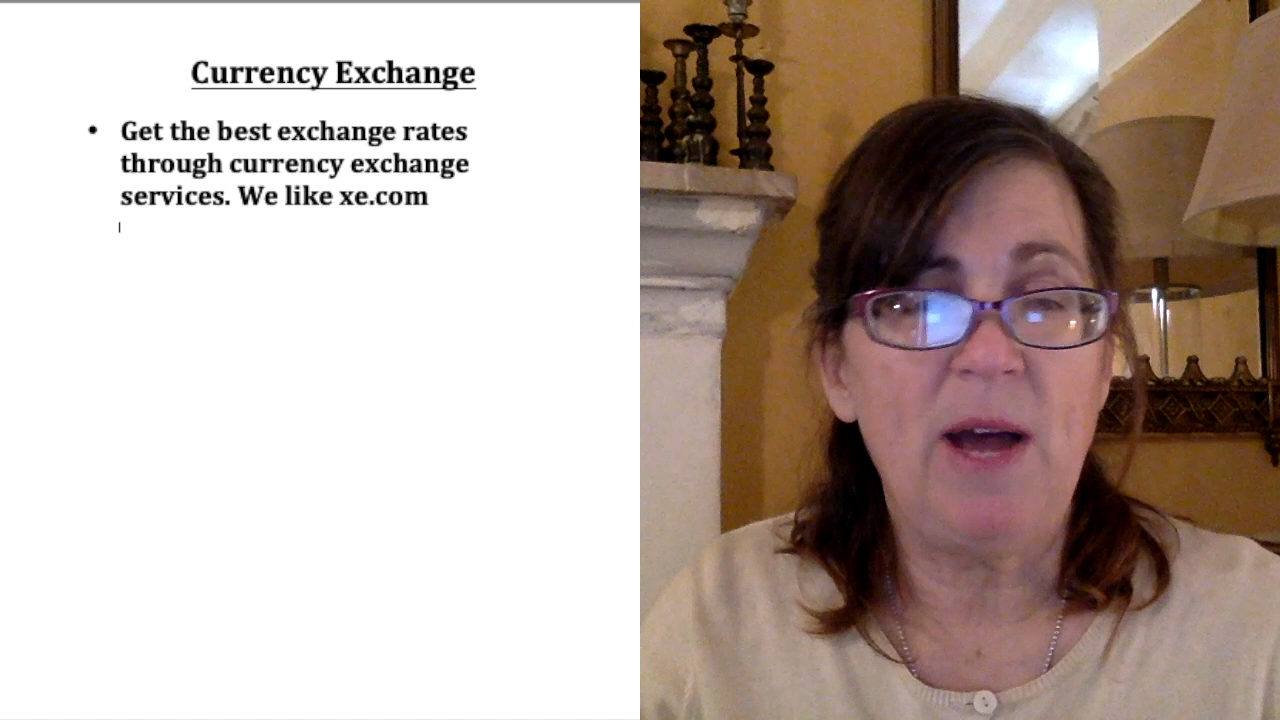 Currency Exchange
• Get the best exchange rates
through currency exchange
services. We like xe.com